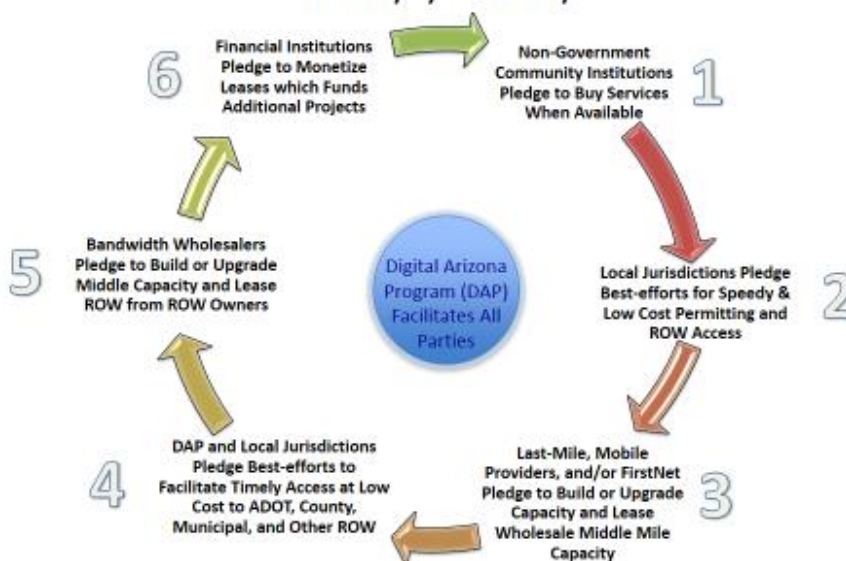 1
Non-Government
Community Institutions
Pledge to Buy Services
When Available
2
Local Jurisdictions Pledge
Best-efforts for Speedy &
Low Cost Permitting and
ROW Access
3
Last-Mile, Mobile
Providers, and/or FirstNet
Pledge to Build or Upgrade
Capacity and Lease
Wholesale Middle Mile
Capacity
4
DAP and Local Jurisdictions
Pledge Best-efforts to
Facilitate Timely Access at Low
Cost to ADOT, County,
Municipal, and Other ROW
5
Bandwidth Wholesalers
Pledge to Build or Upgrade
Middle Capacity and Lease
ROW from ROW Owners
6
Financial Institutions
Pledge to Monetize
Leases which Funds
Additional Projects
Digital Arizona
Program (DAP)
Facilitates All
Parties